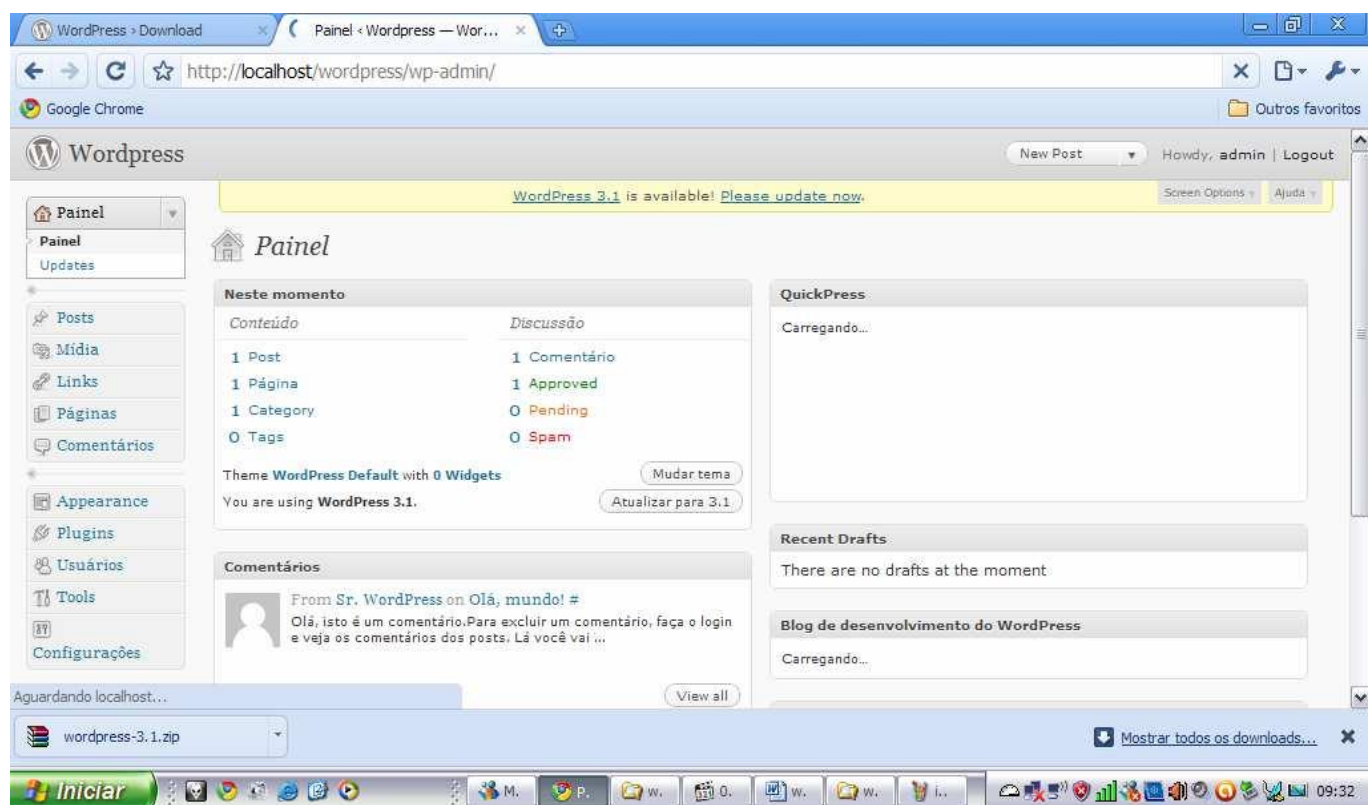 WordPress › Download
Painel ‹ Wordpress — Wor...
http://localhost/wordpress/wp-admin/
Google Chrome
Outros favoritos
Wordpress
New Post
Howdy, admin | Logout
WordPress 3.1 is available! Please update now.
Screen Options
Ajuda
Painel
Painel
Updates
Posts
Mídia
Links
Páginas
Comentários
Appearance
Plugins
Usuários
Tools
Configurações
Painel
Neste momento
Conteúdo
Discussão
1 Post
1 Comentário
1 Página
1 Approved
1 Category
0 Pending
0 Tags
0 Spam
Theme WordPress Default with 0 Widgets
Mudar tema
You are using WordPress 3.1.
Atualizar para 3.1
Comentários
From Sr. WordPress on Olá, mundo! #
Olá, isto é um comentário.Para excluir um comentário, faça o login
e veja os comentários dos posts. Lá você vai ...
View all
QuickPress
Carregando...
Recent Drafts
There are no drafts at the moment
Blog de desenvolvimento do WordPress
Carregando...
Aguardando localhost...
wordpress-3.1.zip
Mostrar todos os downloads...
Iniciar
M.
P.
w.
0.
w.
w.
i..
09:32